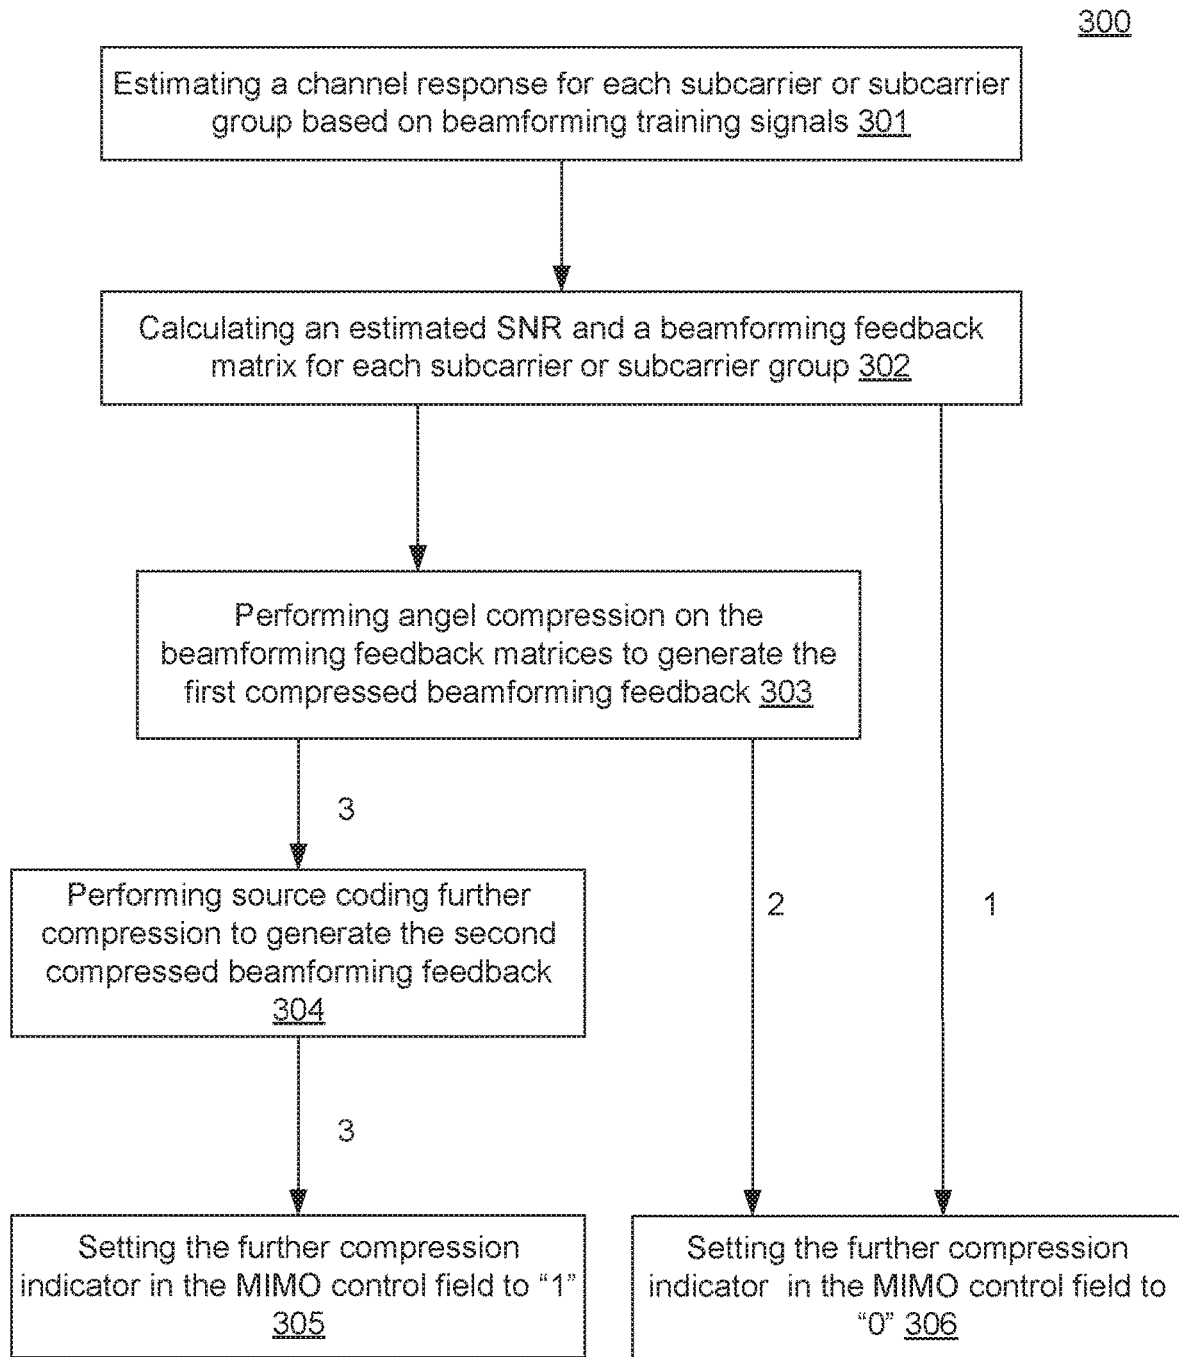 300
Estimating a channel response for each subcarrier or subcarrier
group based on beamforming training signals 301
Calculating an estimated SNR and a beamforming feedback
matrix for each subcarrier or subcarrier group 302
Performing angel compression on the
beamforming feedback matrices to generate the
first compressed beamforming feedback 303
3
Performing source coding further
compression to generate the second
compressed beamforming feedback
304
2
1
3
Setting the further compression
indicator in the MIMO control field to “1”
305
Setting the further compression
indicator in the MIMO control field to
“0” 306